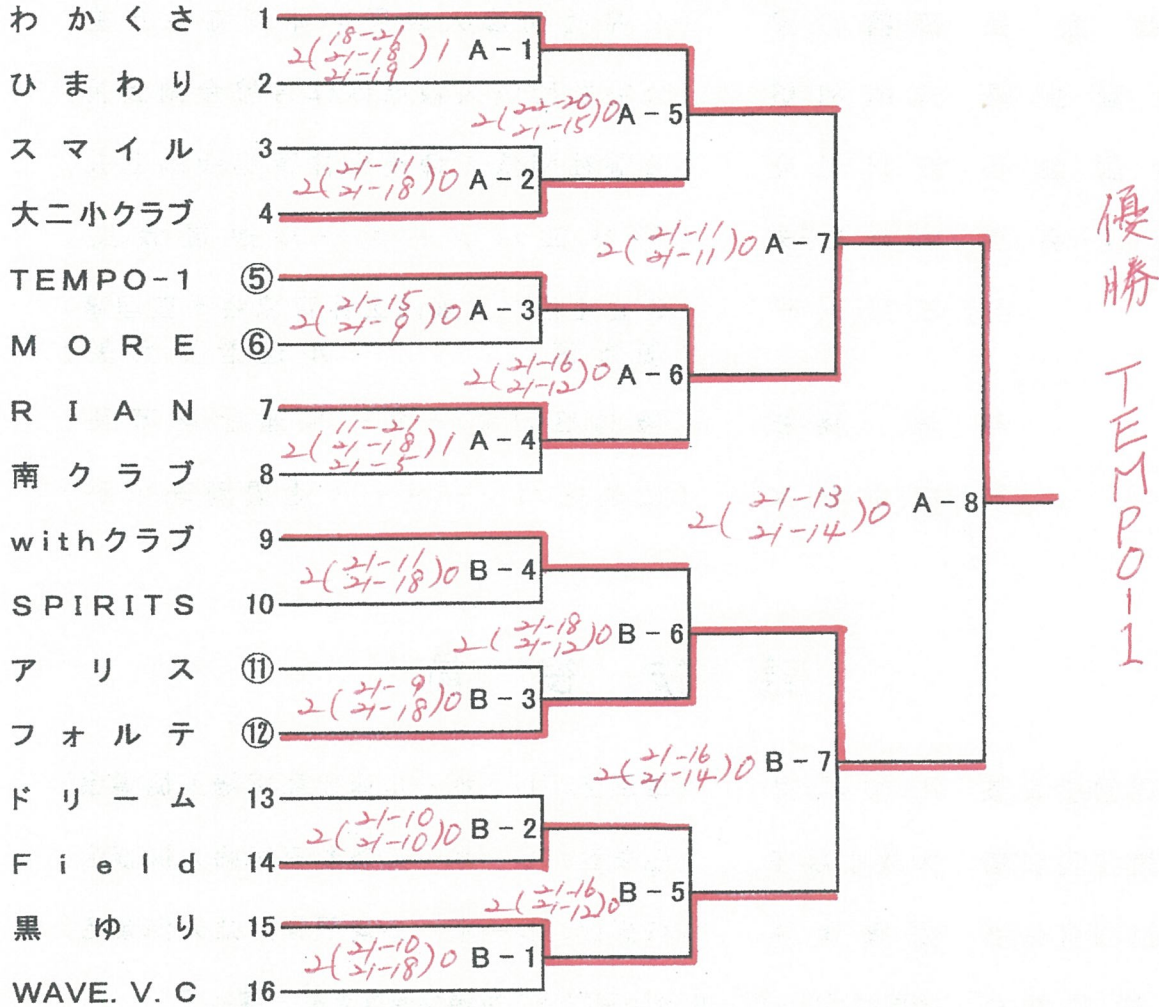 わかくさ 1
2(18-21 21-18 21-19)1 A-1
ひまわり 2
2(22-20 21-15)0 A-5
スマイル 3
2(21-11 21-18)0 A-2
大二小クラブ 4
2(21-11 21-11)0 A-7
TEMPO-1 ⑤
2(21-15 21-9)0 A-3
MORE ⑥
2(21-16 21-12)0 A-6
RIAN 7
2(11-21 21-18 21-5)1 A-4
南クラブ 8
2(21-13 21-14)0 A-8
withクラブ 9
2(21-11 21-18)0 B-4
SPIRITS 10
2(21-18 21-12)0 B-6
アリス ⑪
2(21-9 21-18)0 B-3
フォルテ ⑫
2(21-16 21-14)0 B-7
ドリーム 13
2(21-10 21-10)0 B-2
Field 14
2(21-16 21-12)0 B-5
黒ゆり 15
2(21-10 21-18)0 B-1
WAVE. V. C 16
優勝 TEMPO-1